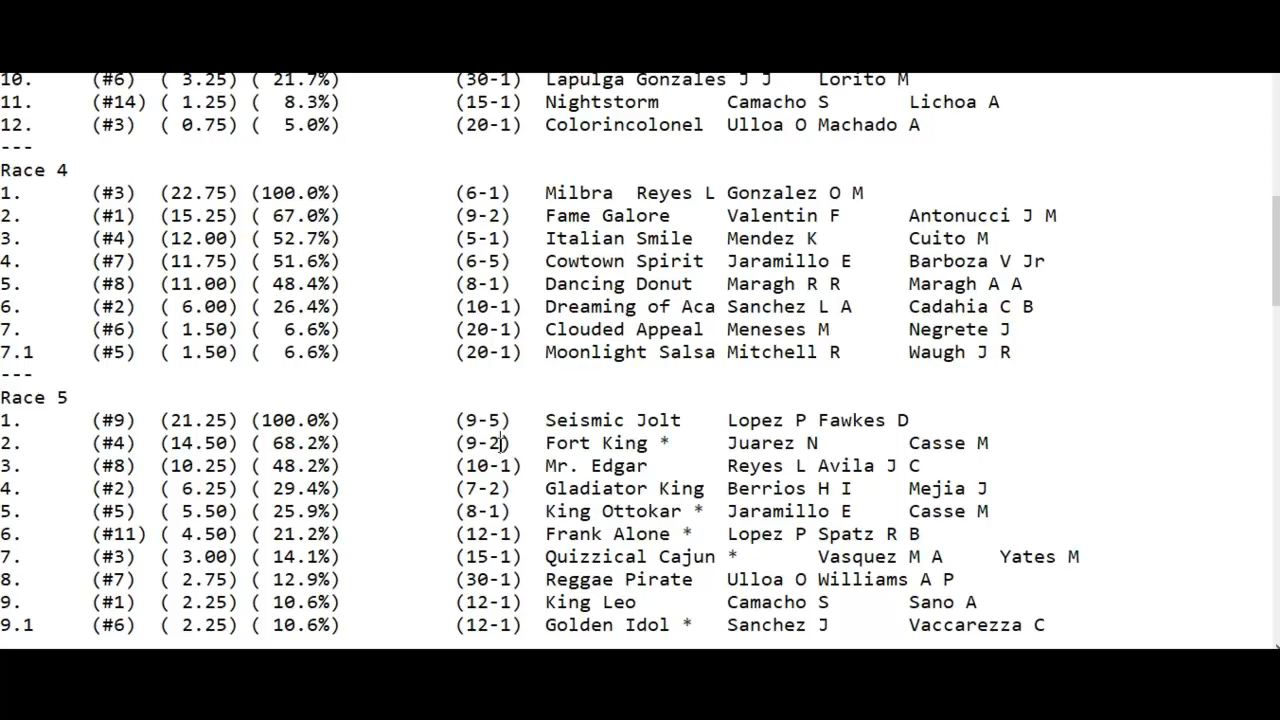 10. (#6) ( 3.25) ( 21.7%) (30-1) Lapulga Gonzales J J Lorito M
11. (#14) ( 1.25) ( 8.3%) (15-1) Nightstorm Camacho S Lichoa A
12. (#3) ( 0.75) ( 5.0%) (20-1) Colorincolonel Ulloa O Machado A
---
Race 4
1. (#3) (22.75) (100.0%) (6-1) Milbra Reyes L Gonzalez O M
2. (#1) (15.25) ( 67.0%) (9-2) Fame Galore Valentin F Antonucci J M
3. (#4) (12.00) ( 52.7%) (5-1) Italian Smile Mendez K Cuito M
4. (#7) (11.75) ( 51.6%) (6-5) Cowtown Spirit Jaramillo E Barboza V Jr
5. (#8) (11.00) ( 48.4%) (8-1) Dancing Donut Maragh R R Maragh A A
6. (#2) ( 6.00) ( 26.4%) (10-1) Dreaming of Aca Sanchez L A Cadahia C B
7. (#6) ( 1.50) ( 6.6%) (20-1) Clouded Appeal Meneses M Negrete J
7.1 (#5) ( 1.50) ( 6.6%) (20-1) Moonlight Salsa Mitchell R Waugh J R
---
Race 5
1. (#9) (21.25) (100.0%) (9-5) Seismic Jolt Lopez P Fawkes D
2. (#4) (14.50) ( 68.2%) (9-2) Fort King * Juarez N Casse M
3. (#8) (10.25) ( 48.2%) (10-1) Mr. Edgar Reyes L Avila J C
4. (#2) ( 6.25) ( 29.4%) (7-2) Gladiator King Berrios H I Mejia J
5. (#5) ( 5.50) ( 25.9%) (8-1) King Ottokar * Jaramillo E Casse M
6. (#11) ( 4.50) ( 21.2%) (12-1) Frank Alone * Lopez P Spatz R B
7. (#3) ( 3.00) ( 14.1%) (15-1) Quizzical Cajun * Vasquez M A Yates M
8. (#7) ( 2.75) ( 12.9%) (30-1) Reggae Pirate Ulloa O Williams A P
9. (#1) ( 2.25) ( 10.6%) (12-1) King Leo Camacho S Sano A
9.1 (#6) ( 2.25) ( 10.6%) (12-1) Golden Idol * Sanchez J Vaccarezza C